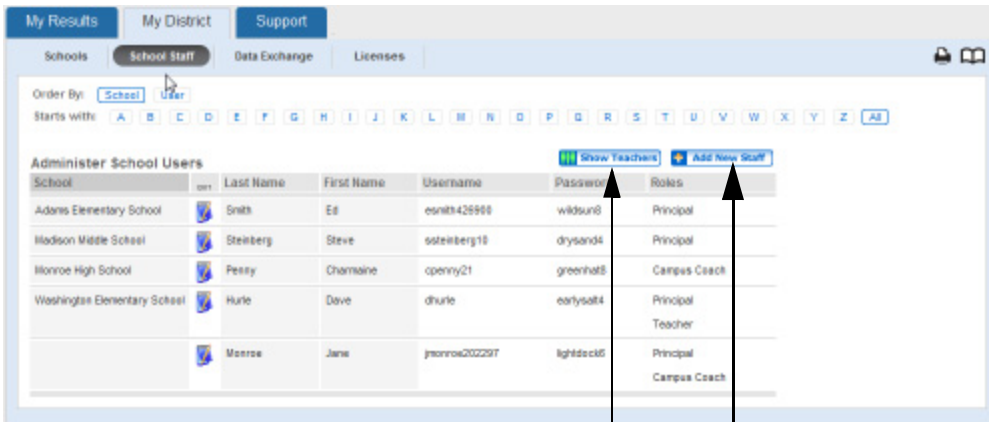 My Results My District Support
Schools School Staff Data Exchange Licenses
Order By: School User
Starts with: A B C D E F G H I J K L M N O P Q R S T U V W X Y Z All
Administer School Users Show Teachers Add New Staff
School Last Name First Name Username Password Roles
Adams Elementary School Smith Ed esmith426900 wildsun8 Principal
Madison Middle School Steinberg Steve ssteinberg10 drysand4 Principal
Monroe High School Penny Charmaine cpenny21 greenhat8 Campus Coach
Washington Elementary School Hurle Dave dhurle earlysalt4 Principal
Teacher
Monroe Jane jmonroe202297 lightdock6 Principal
Campus Coach